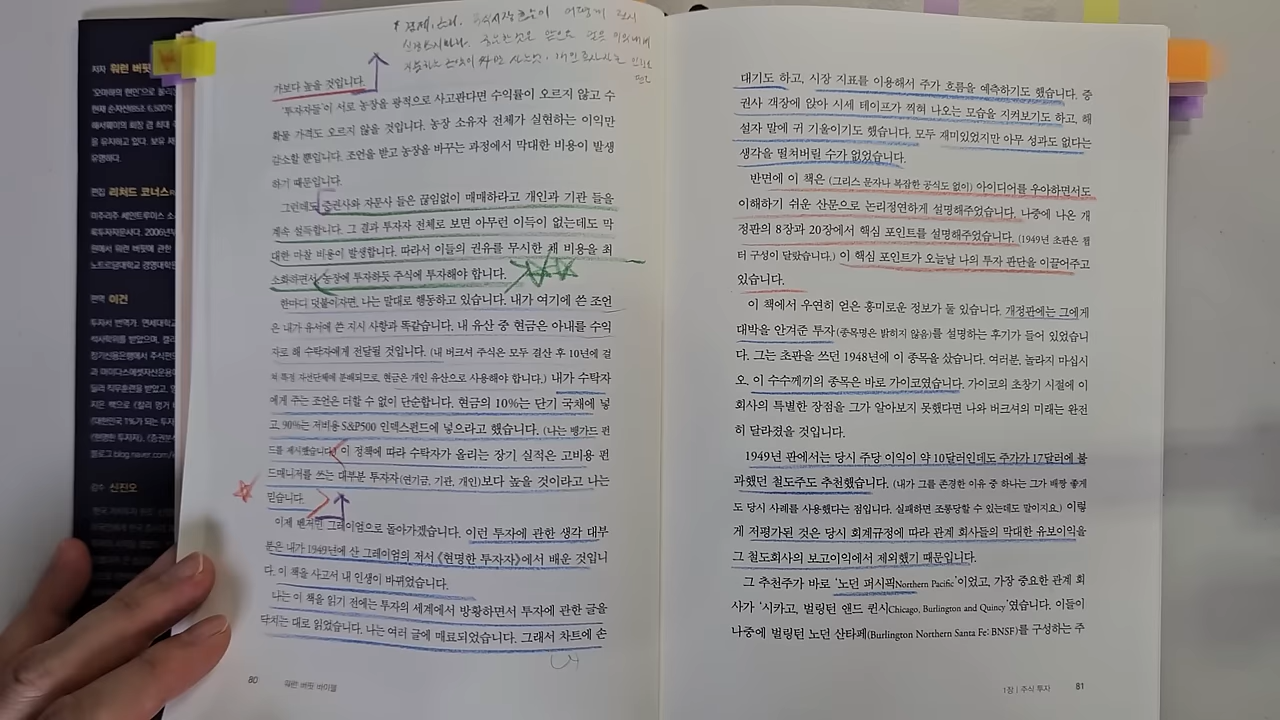 저자 워런 버핏
편집 리처드 코너스
편역 이건
감수 신진오
가보다 높을 것입니다.
‘투자자들’이 서로 농장을 광적으로 사고판다면 수익률이 오르지 않고 수
확물 가격도 오르지 않을 것입니다. 농장 소유자 전체가 실현하는 이익만
감소할 뿐입니다. 조언을 받고 농장을 바꾸는 과정에서 막대한 비용이 발생
하기 때문입니다.
그런데도 증권사와 자문사 들은 끊임없이 매매하라고 개인과 기관 들을
계속 설득합니다. 그 결과 투자자 전체로 보면 아무런 이득이 없는데도 막
대한 마찰 비용이 발생합니다. 따라서 이들의 권유를 무시한 채 비용을 최
소화하면서 농장에 투자하듯 주식에 투자해야 합니다.
한마디 덧붙이자면, 나는 말대로 행동하고 있습니다. 내가 여기에 쓴 조언
은 내가 유서에 쓴 지시 사항과 똑같습니다. 내 유산 중 현금은 아내를 수익
자로 해 수탁자에게 전달될 것입니다. (내 버크셔 주식은 모두 결산 후 10년에 걸
쳐 특정 자선단체에 분배되므로, 현금은 개인 유산으로 사용해야 합니다.) 내가 수탁자
에게 주는 조언은 더할 수 없이 단순합니다. 현금의 10%는 단기 국채에 넣
고, 90%는 저비용 S&P500 인덱스펀드에 넣으라고 했습니다. (나는 뱅가드 펀
드를 제시했습니다.) 이 정책에 따라 수탁자가 올리는 장기 실적은 고비용 펀
드매니저를 쓰는 대부분 투자자(연기금, 기관, 개인)보다 높을 것이라고 나는
믿습니다.
이제 벤저민 그레이엄으로 돌아가겠습니다. 이런 투자에 관한 생각 대부
분은 내가 1949년에 산 그레이엄의 저서 《현명한 투자자》에서 배운 것입니
다. 이 책을 사고서 내 인생이 바뀌었습니다.
나는 이 책을 읽기 전에는 투자의 세계에서 방황하면서 투자에 관한 글을
닥치는 대로 읽었습니다. 나는 여러 글에 매료되었습니다. 그래서 차트에 손
80 워런 버핏 바이블
대기도 하고, 시장 지표를 이용해서 주가 흐름을 예측하기도 했습니다. 증
권사 객장에 앉아 시세 테이프가 찍혀 나오는 모습을 지켜보기도 하고, 해
설자 말에 귀 기울이기도 했습니다. 모두 재미있었지만 아무 성과도 없다는
생각을 떨쳐버릴 수가 없었습니다.
반면에 이 책은 (그리스 문자나 복잡한 공식도 없이) 아이디어를 우아하면서도
이해하기 쉬운 산문으로 논리정연하게 설명해주었습니다. 나중에 나온 개
정판의 8장과 20장에서 핵심 포인트를 설명해주었습니다. (1949년 초판은 챕
터 구성이 달랐습니다.) 이 핵심 포인트가 오늘날 나의 투자 판단을 이끌어주고
있습니다.
이 책에서 우연히 얻은 흥미로운 정보가 둘 있습니다. 개정판에는 그에게
대박을 안겨준 투자(종목명은 밝히지 않음)를 설명하는 후기가 들어 있었습니
다. 그는 초판을 쓰던 1948년에 이 종목을 샀습니다. 여러분, 놀라지 마십시
오, 이 수수께끼의 종목은 바로 가이코였습니다. 가이코의 초창기 시절에 이
회사의 특별한 장점을 그가 알아보지 못했다면 나와 버크셔의 미래는 완전
히 달라졌을 것입니다.
1949년 판에서는 당시 주당 이익이 약 10달러인데도 주가가 17달러에 불
과했던 철도주도 추천했습니다. (내가 그를 존경한 이유 중 하나는 그가 배짱 좋게
도 당시 사례를 사용했다는 점입니다. 실패하면 조롱당할 수 있는데도 말이지요.) 이렇
게 저평가된 것은 당시 회계규정에 따라 관계 회사들의 막대한 유보이익을
그 철도회사의 보고이익에서 제외했기 때문입니다.
그 추천주가 바로 ‘노던 퍼시픽Northern Pacific’이었고, 가장 중요한 관계 회
사가 ‘시카고, 벌링턴 앤드 퀸시Chicago, Burlington and Quincy’였습니다. 이들이
나중에 벌링턴 노던 산타페(Burlington Northern Santa Fe: BNSF)를 구성하는 주
1장 | 주식 투자 81